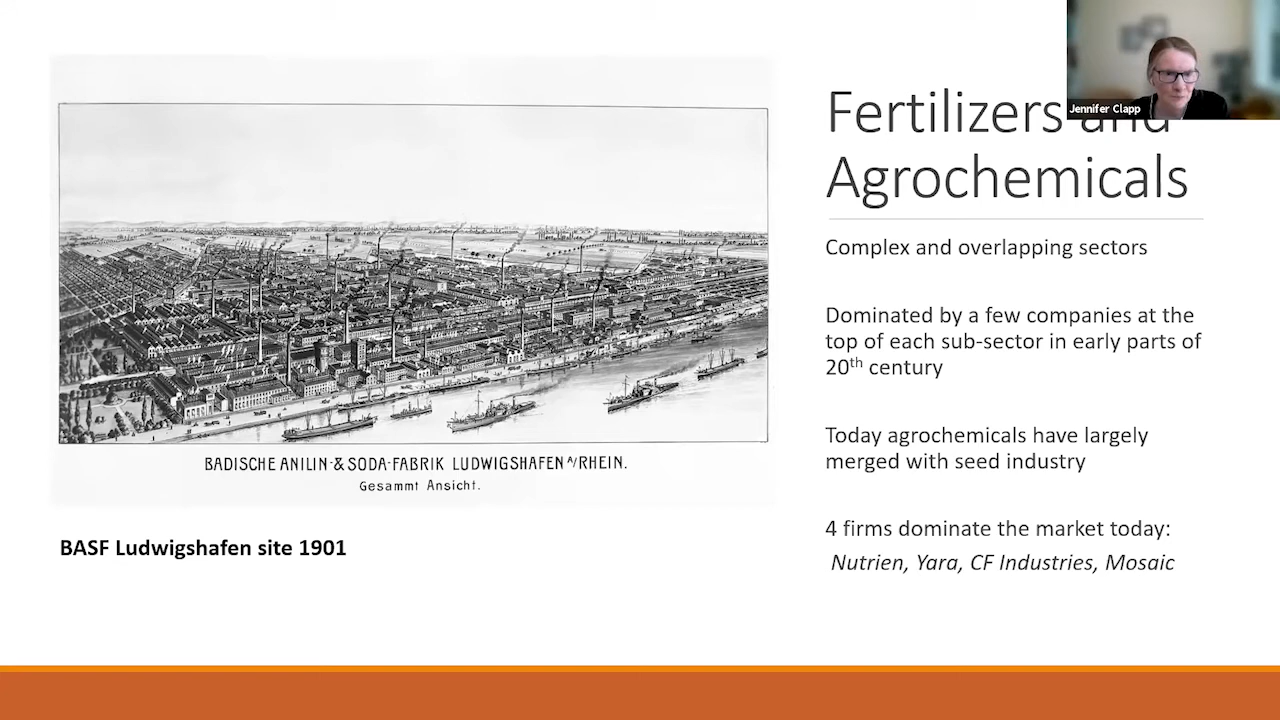 Jennifer Clapp
Fertilizers and
Agrochemicals
Complex and overlapping sectors
Dominated by a few companies at the
top of each sub-sector in early parts of
20th century
Today agrochemicals have largely
merged with seed industry
4 firms dominate the market today:
Nutrien, Yara, CF Industries, Mosaic
BADISCHE ANILIN-&SODA-FABRIK LUDWIGSHAFEN A/RHEIN.
Gesammt Ansicht.
BASF Ludwigshafen site 1901